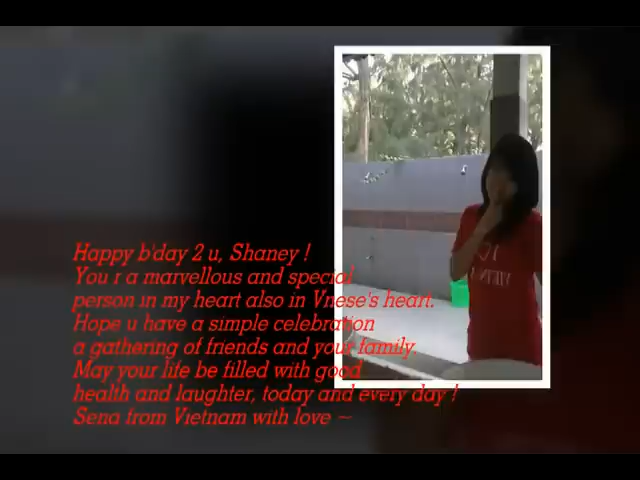 Happy b'day 2 u, Shaney !
You r a marvellous and special
person in my heart also in Vnese's heart.
Hope u have a simple celebration
a gathering of friends and your family.
May your life be filled with good
health and laughter, today and every day !
Sena from Vietnam with love ~